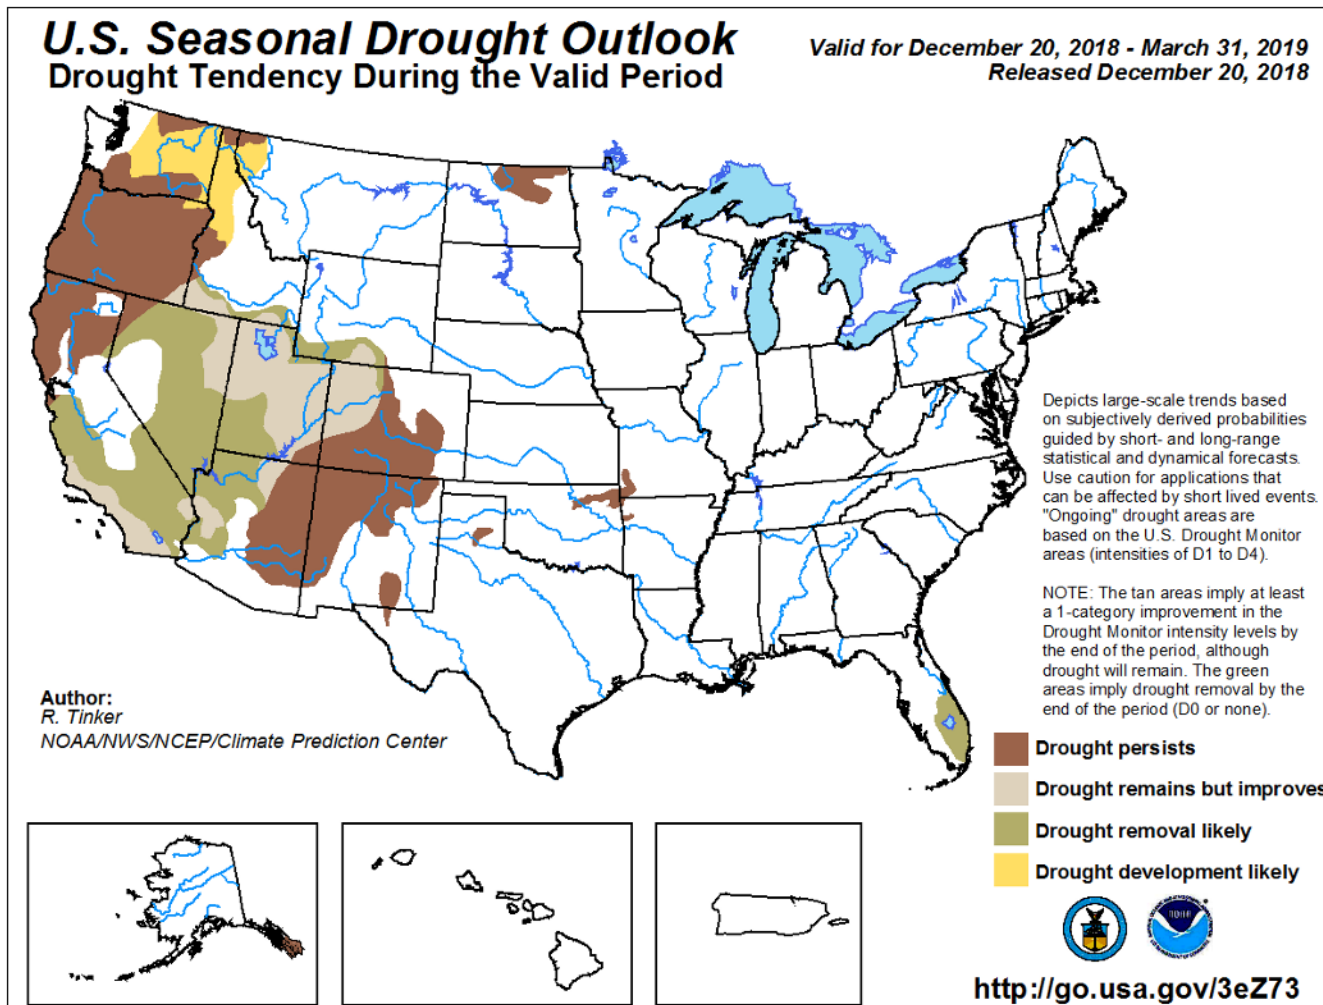 U.S. Seasonal Drought Outlook
Drought Tendency During the Valid Period
Valid for December 20, 2018 - March 31, 2019
Released December 20, 2018
Depicts large-scale trends based
on subjectively derived probabilities
guided by short- and long-range
statistical and dynamical forecasts.
Use caution for applications that
can be affected by short lived events.
"Ongoing" drought areas are
based on the U.S. Drought Monitor
areas (intensities of D1 to D4).
NOTE: The tan areas imply at least
a 1-category improvement in the
Drought Monitor intensity levels by
the end of the period, although
drought will remain. The green
areas imply drought removal by the
end of the period (D0 or none).
Author:
R. Tinker
NOAA/NWS/NCEP/Climate Prediction Center
Drought persists
Drought remains but improves
Drought removal likely
Drought development likely
http://go.usa.gov/3eZ73